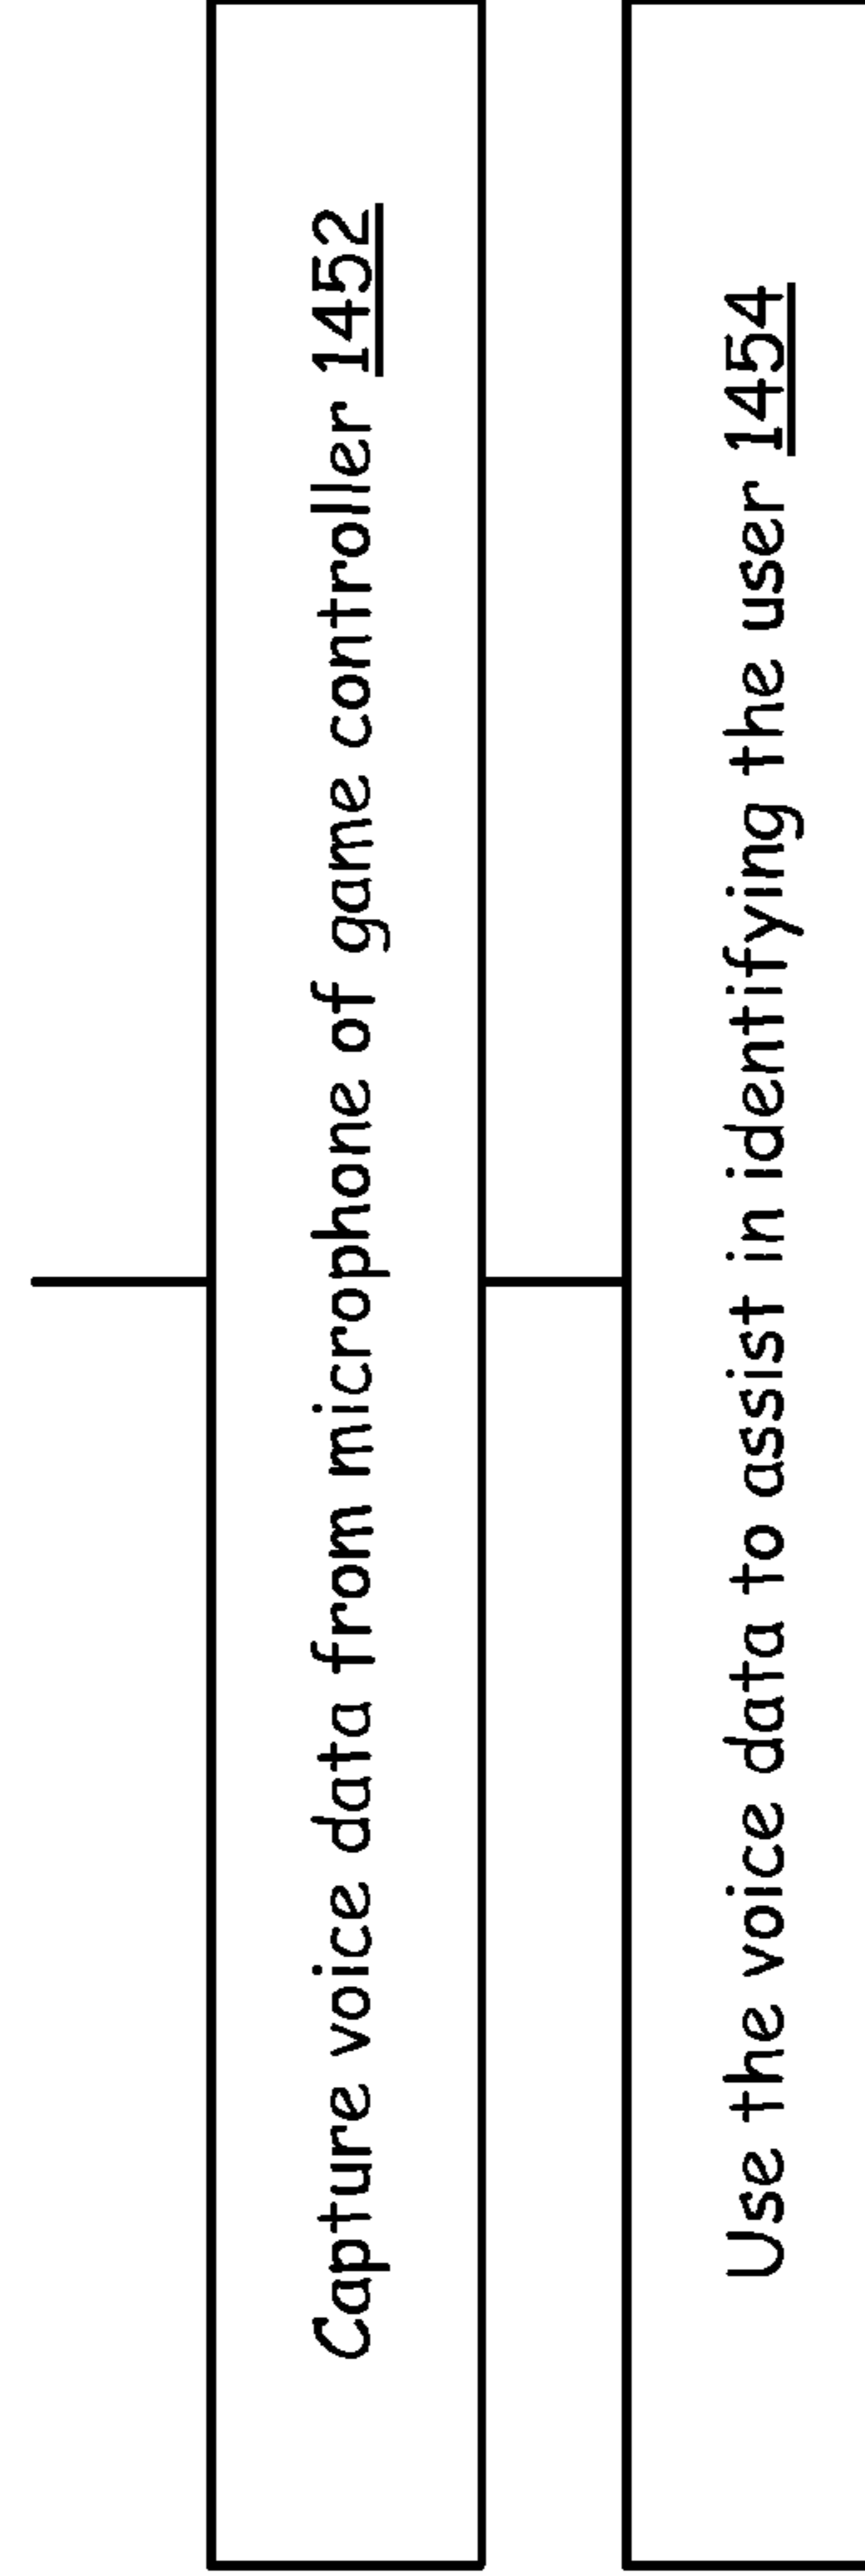 Capture voice data from microphone of game controller 1452
Use the voice data to assist in identifying the user 1454